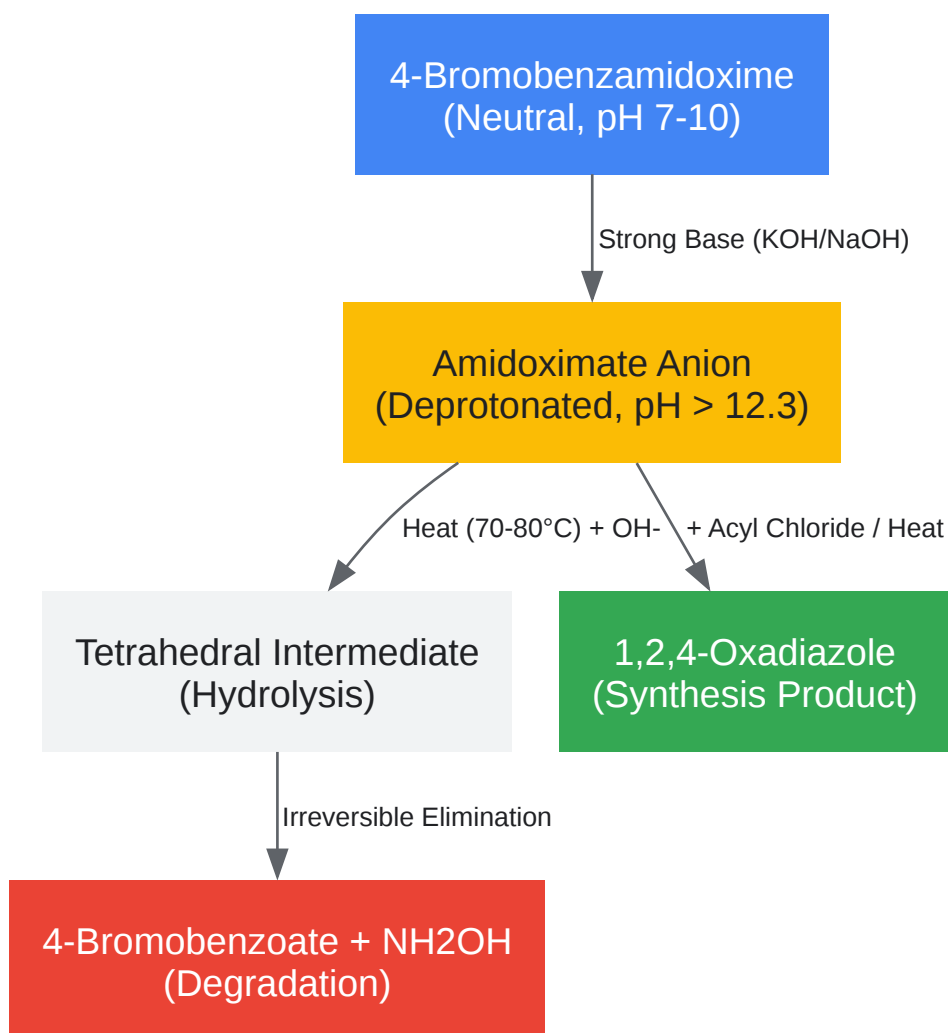 4-Bromobenzamidoxime
(Neutral, pH 7-10)
Strong Base (KOH/NaOH)
Amidoximate Anion
(Deprotonated, pH > 12.3)
Heat (70-80°C) + OH-
+ Acyl Chloride / Heat
Tetrahedral Intermediate
(Hydrolysis)
1,2,4-Oxadiazole
(Synthesis Product)
Irreversible Elimination
4-Bromobenzoate + NH2OH
(Degradation)